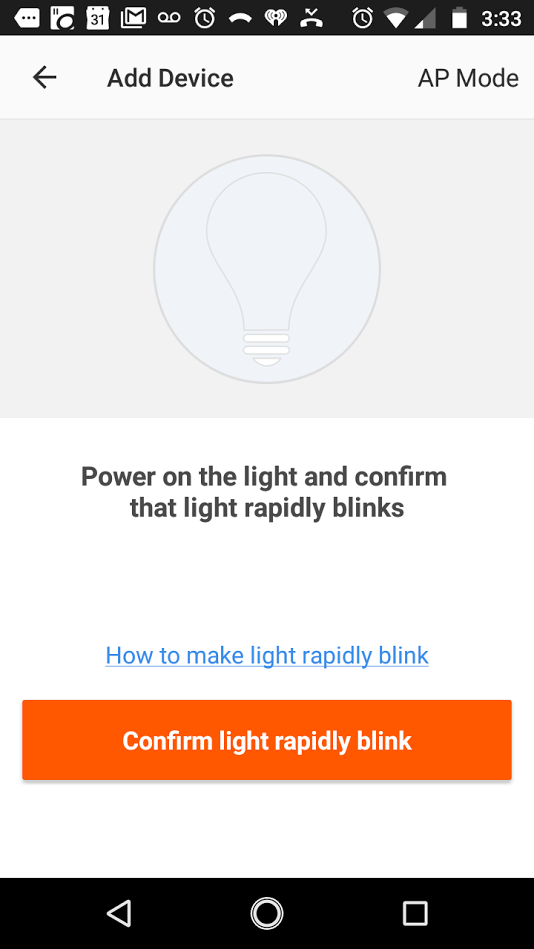 31 3:33
Add Device AP Mode
Power on the light and confirm
that light rapidly blinks
How to make light rapidly blink
Confirm light rapidly blink